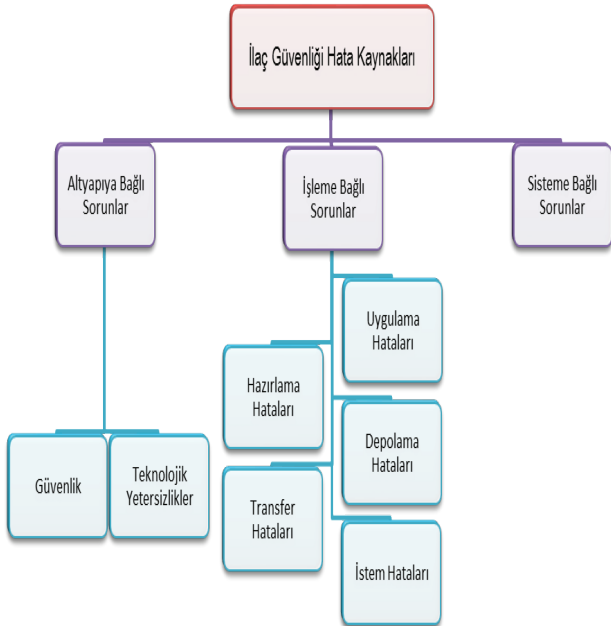 İlaç Güvenliği Hata Kaynakları
Altyapıya Bağlı
Sorunlar
İşleme Bağlı
Sorunlar
Sisteme Bağlı
Sorunlar
Uygulama
Hataları
Hazırlama
Hataları
Depolama
Hataları
Güvenlik
Teknolojik
Yetersizlikler
Transfer
Hataları
İstem Hataları